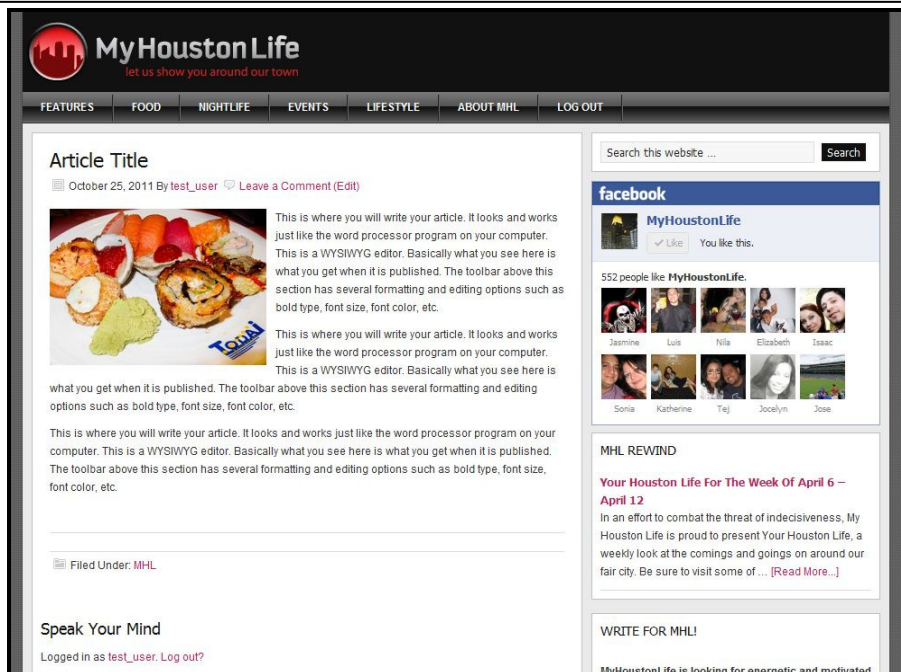 MyHoustonLife
let us show you around our town
FEATURES FOOD NIGHTLIFE EVENTS LIFESTYLE ABOUT MHL LOG OUT
Article Title
October 25, 2011 By test_user Leave a Comment (Edit)
This is where you will write your article. It looks and works
just like the word processor program on your computer.
This is a WYSIWYG editor. Basically what you see here is
what you get when it is published. The toolbar above this
section has several formatting and editing options such as
bold type, font size, font color, etc.
This is where you will write your article. It looks and works
just like the word processor program on your computer.
This is a WYSIWYG editor. Basically what you see here is
what you get when it is published. The toolbar above this section has several formatting and editing
options such as bold type, font size, font color, etc.
This is where you will write your article. It looks and works just like the word processor program on your
computer. This is a WYSIWYG editor. Basically what you see here is what you get when it is published.
The toolbar above this section has several formatting and editing options such as bold type, font size,
font color, etc.
TODAI
Filed Under: MHL
Speak Your Mind
Logged in as test_user. Log out?
Search this website ... Search
facebook
MyHoustonLife
Like You like this.
552 people like MyHoustonLife.
Jasmine Luis Nila Elizabeth Isaac
Sonia Katherine Tej Jocelyn Jose
MHL REWIND
Your Houston Life For The Week Of April 6 –
April 12
In an effort to combat the threat of indecisiveness, My
Houston Life is proud to present Your Houston Life, a
weekly look at the comings and goings on around our
fair city. Be sure to visit some of … [Read More...]
WRITE FOR MHL!
MyHoustonLife is looking for energetic and motivated